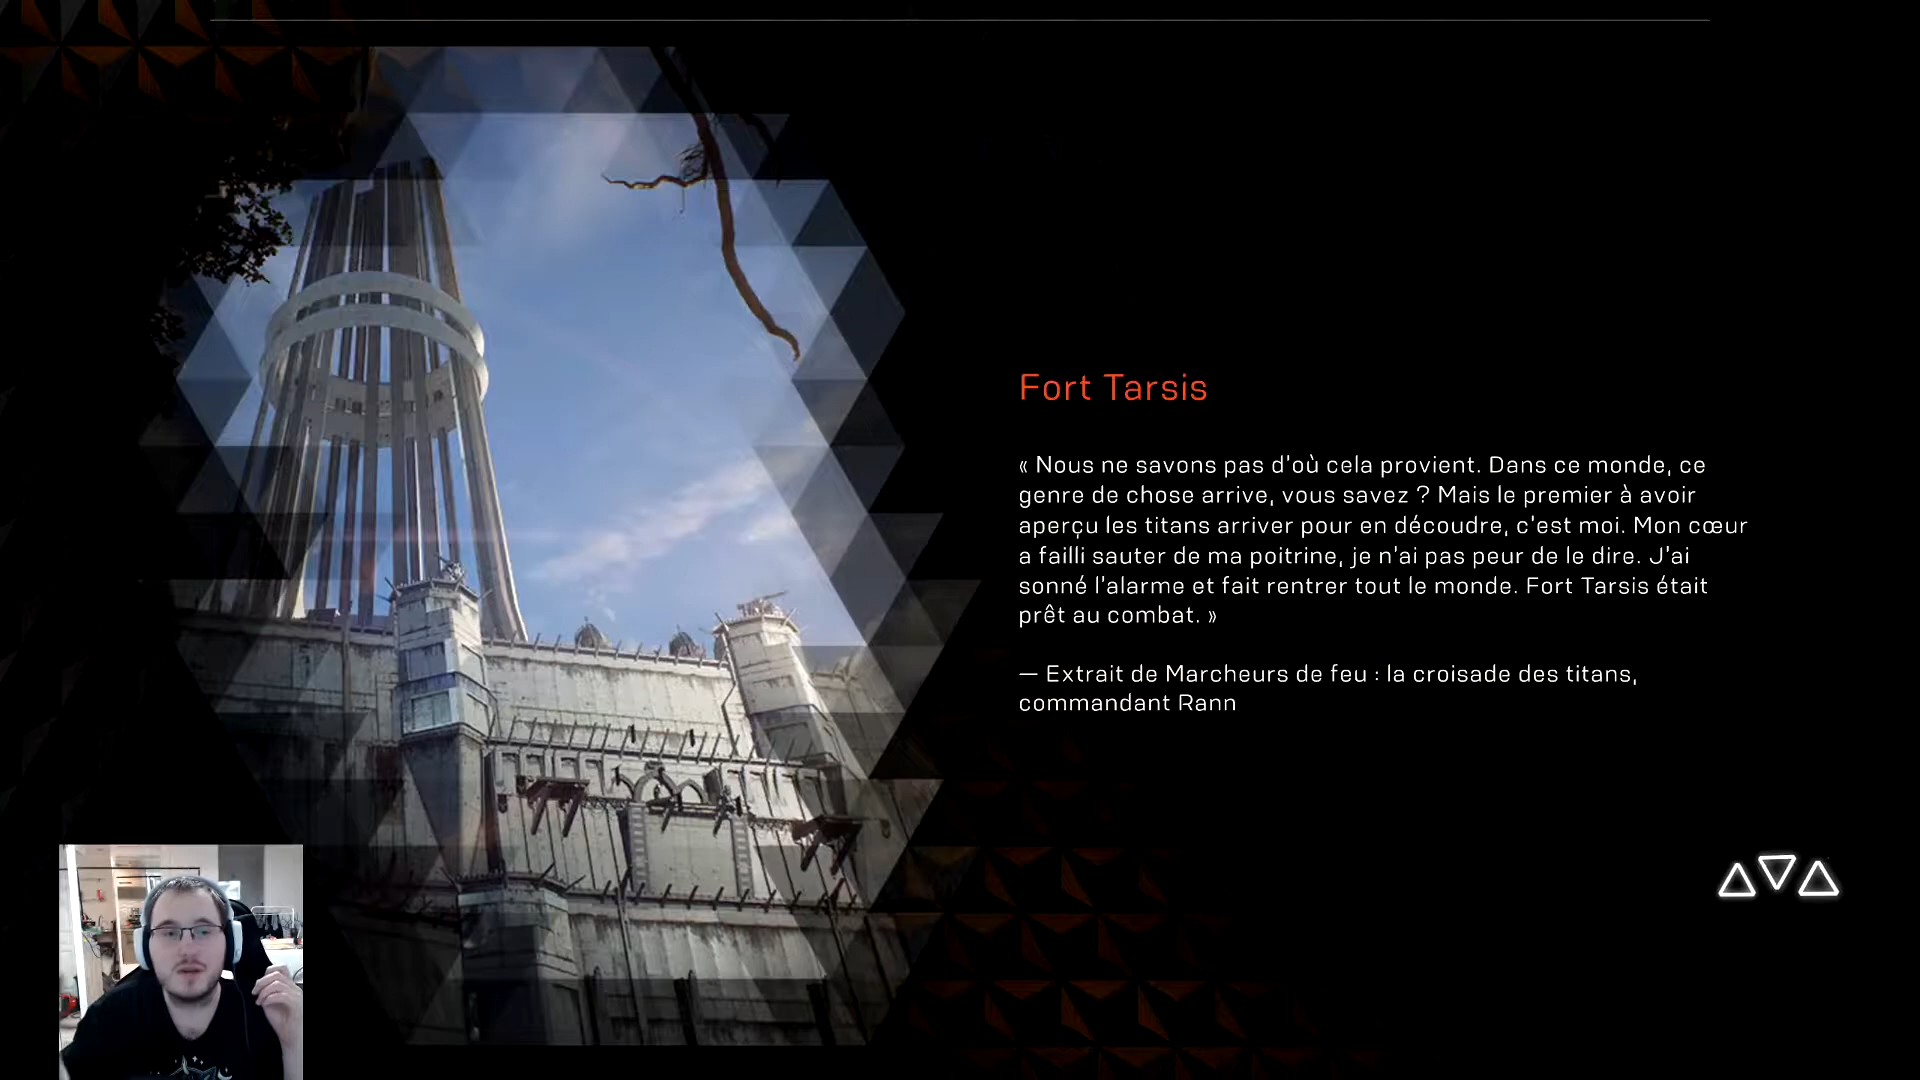 Fort Tarsis
« Nous ne savons pas d'où cela provient. Dans ce monde, ce
genre de chose arrive, vous savez ? Mais le premier à avoir
aperçu les titans arriver pour en découdre, c'est moi. Mon cœur
a failli sauter de ma poitrine, je n'ai pas peur de le dire. J'ai
sonné l'alarme et fait rentrer tout le monde. Fort Tarsis était
prêt au combat. »
— Extrait de Marcheurs de feu : la croisade des titans,
commandant Rann